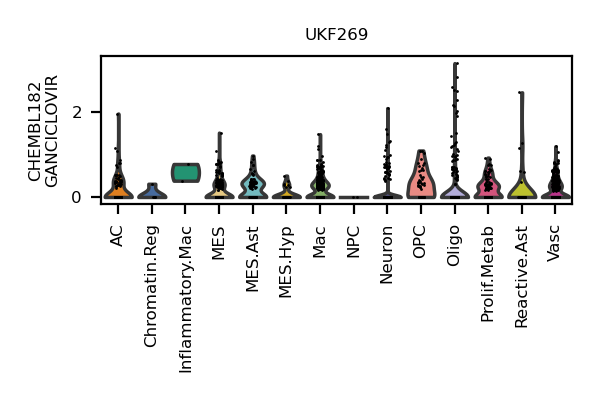 UKF269
CHEMBL182
GANCICLOVIR
2
0
AC
Chromatin.Reg
Inflammatory.Mac
MES
MES.Ast
MES.Hyp
Mac
NPC
Neuron
OPC
Oligo
Prolif.Metab
Reactive.Ast
Vasc